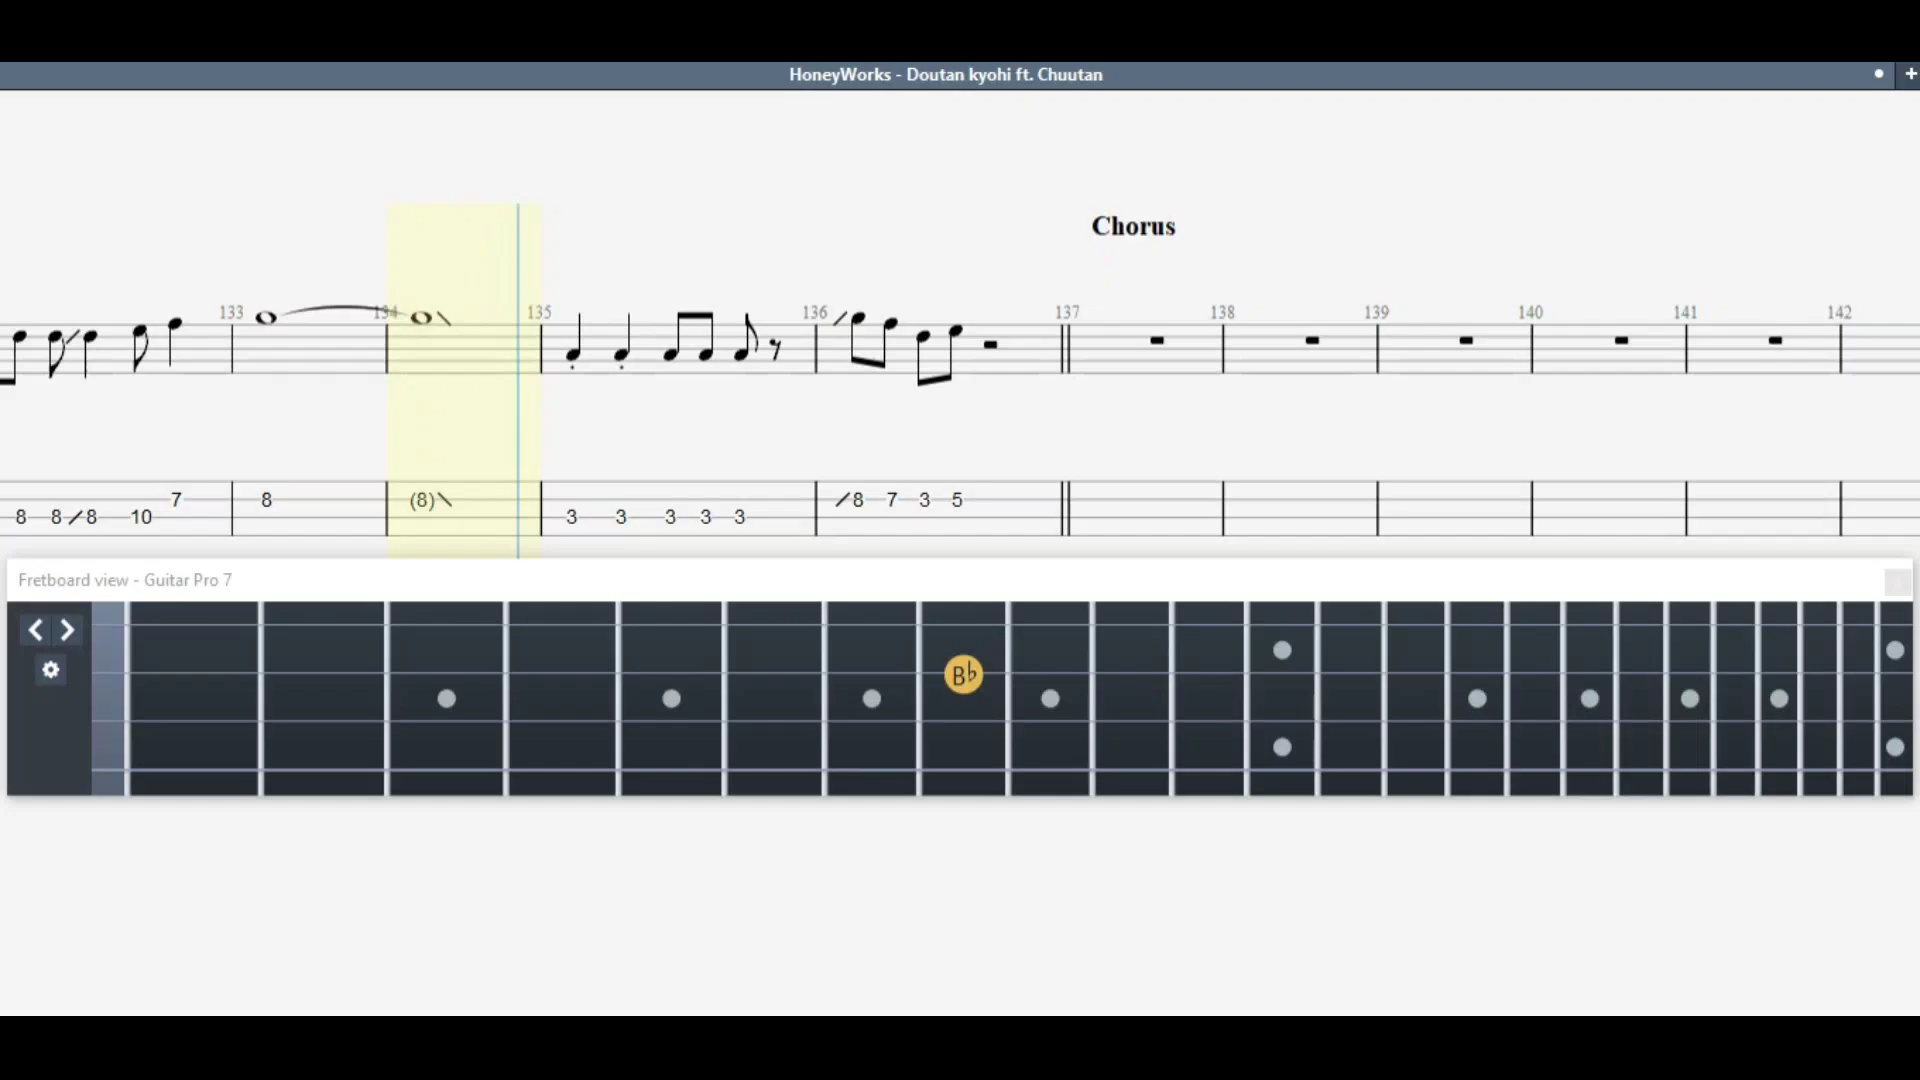 HoneyWorks - Doutan kyohi ft. Chuutan
Chorus
133 134 135 136 137 138 139 140 141 142
8 8 8 10 7 8 (8) 3 3 3 3 3 8 7 3 5
Fretboard view - Guitar Pro 7
B♭